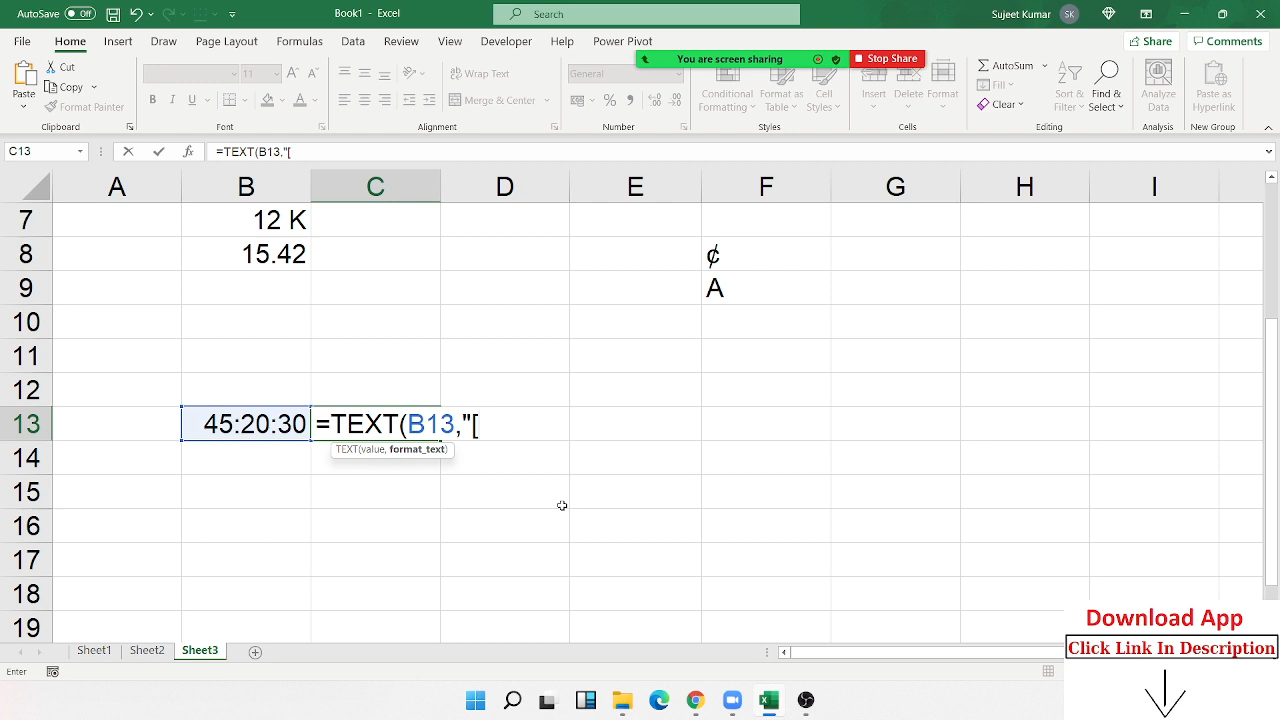 AutoSave Off Book1 - Excel Search Sujeet Kumar SK
File Home Insert Draw Page Layout Formulas Data Review View Developer Help Power Pivot Share Comments
You are screen sharing Stop Share
Paste Cut Copy Format Painter
11 Wrap Text Merge & Center General
Conditional Formatting Format as Table Cell Styles Insert Delete Format
AutoSum Fill Clear Sort & Filter Find & Select Analyze Data Paste as Hyperlink
Clipboard Font Alignment Number Styles Cells Editing Analysis New Group
C13 fx =TEXT(B13,"[
A B C D E F G H I
7 12 K
8 15.42 ¢
9 A
10
11
12
13 45:20:30 =TEXT(B13,"[
TEXT(value, format_text)
14
15
16
17
18
19
Download App
Click Link In Description
Sheet1 Sheet2 Sheet3
Enter